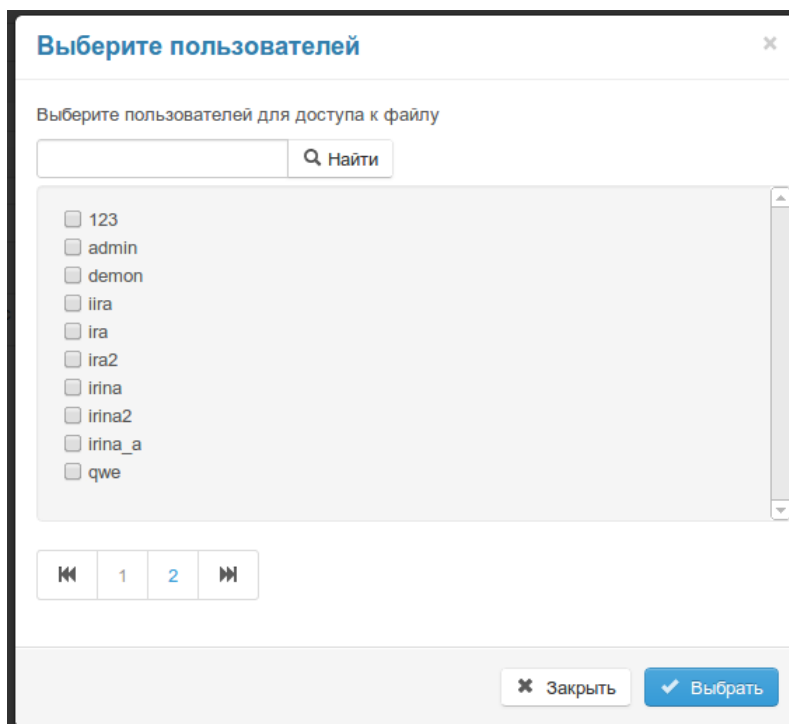 Выберите пользователей
Выберите пользователей для доступа к файлу
Найти
123
admin
demon
iira
ira
ira2
irina
irina2
irina_a
qwe
1 2
Закрыть Выбрать